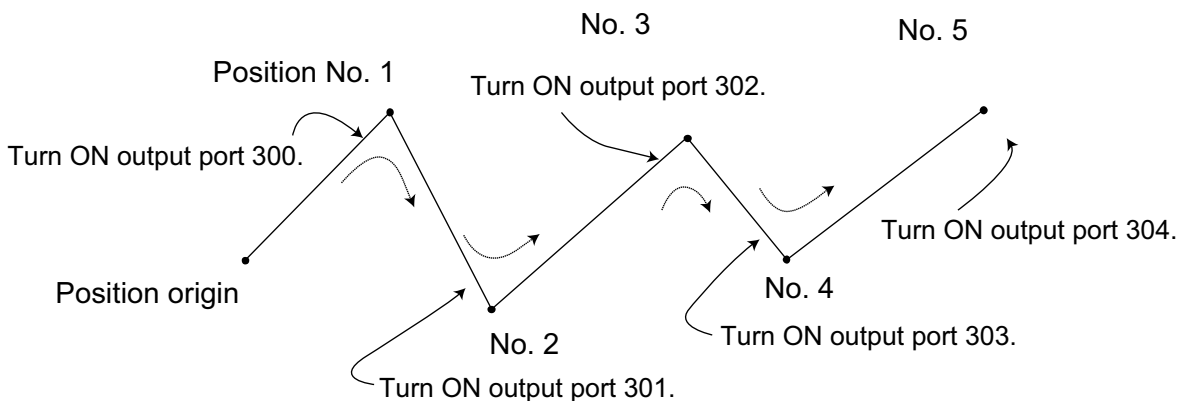 No. 3
No. 5
Position No. 1
Turn ON output port 302.
Turn ON output port 300.
Turn ON output port 304.
Position origin
No. 4
No. 2
Turn ON output port 303.
Turn ON output port 301.